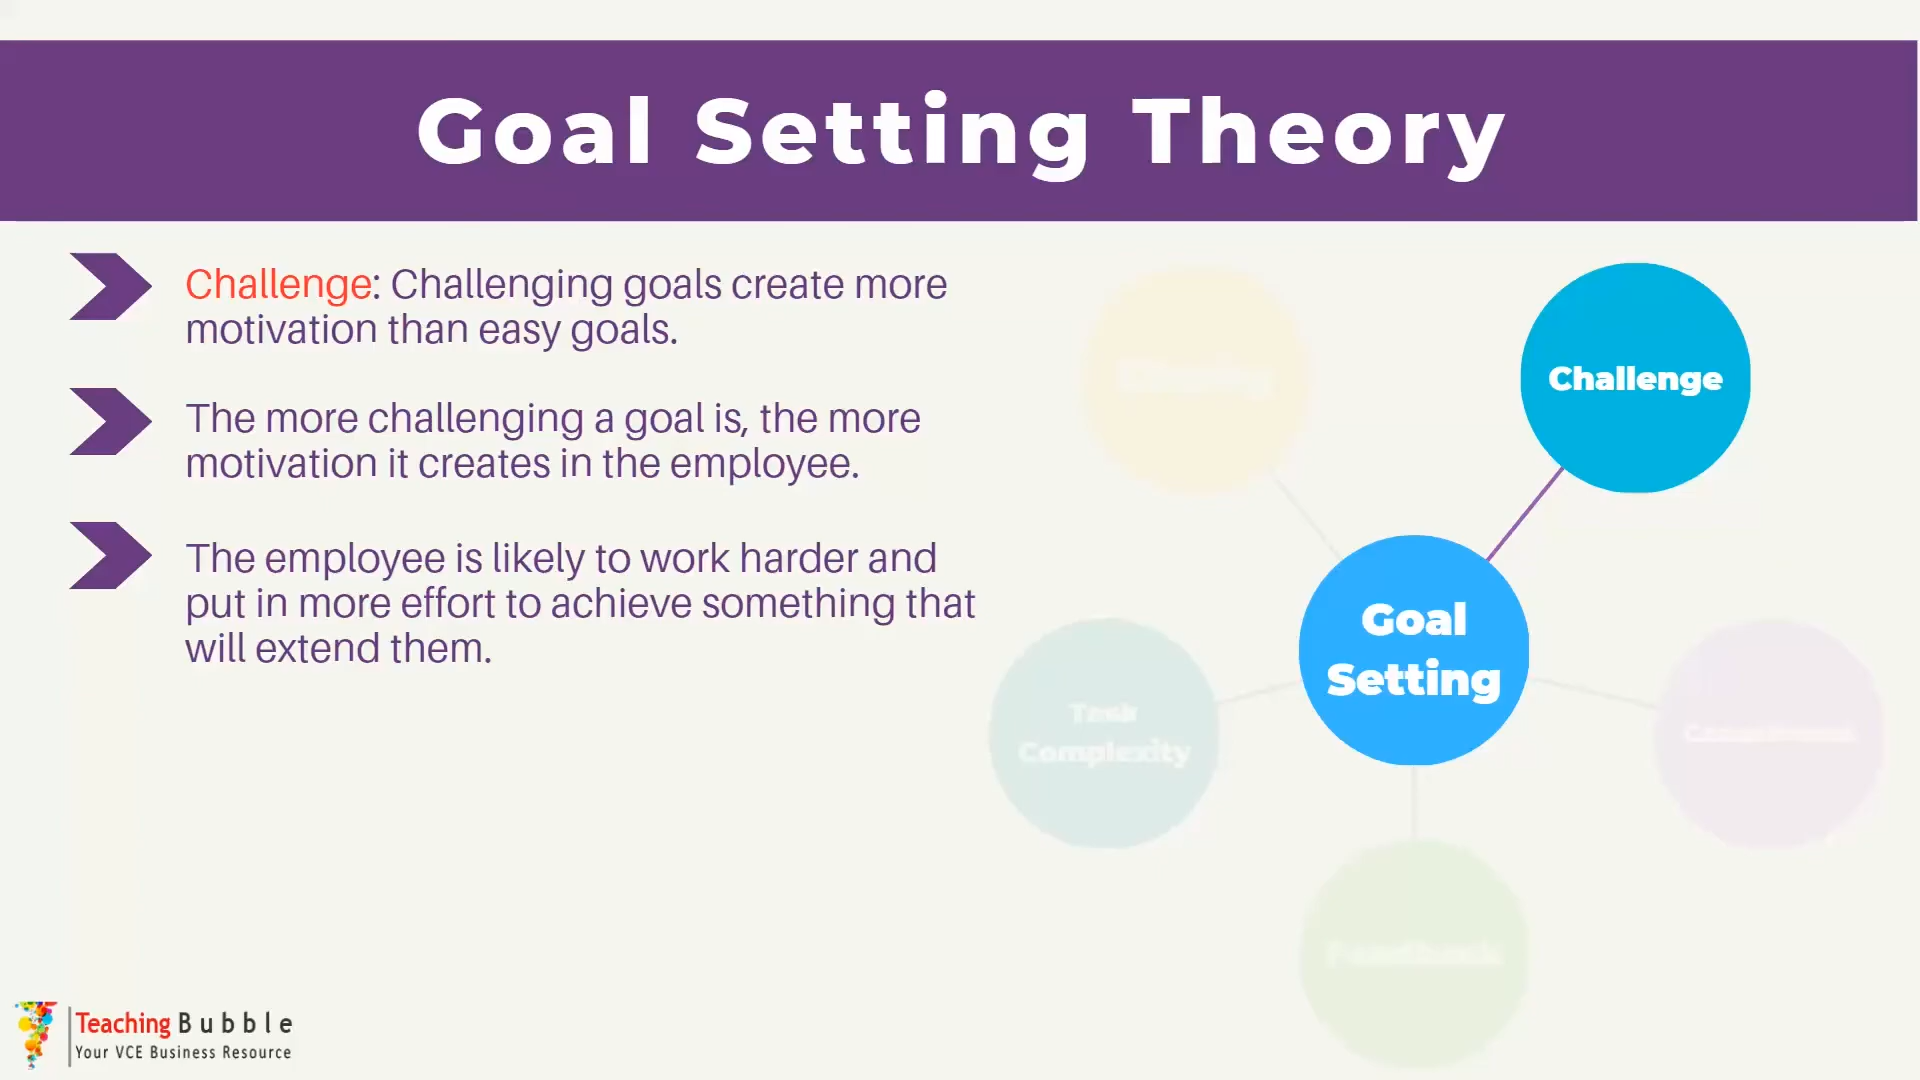 Goal Setting Theory
Challenge: Challenging goals create more
motivation than easy goals.
The more challenging a goal is, the more
motivation it creates in the employee.
The employee is likely to work harder and
put in more effort to achieve something that
will extend them.
Challenge
Goal
Setting
Task
Complexity
Teaching Bubble
Your VCE Business Resource